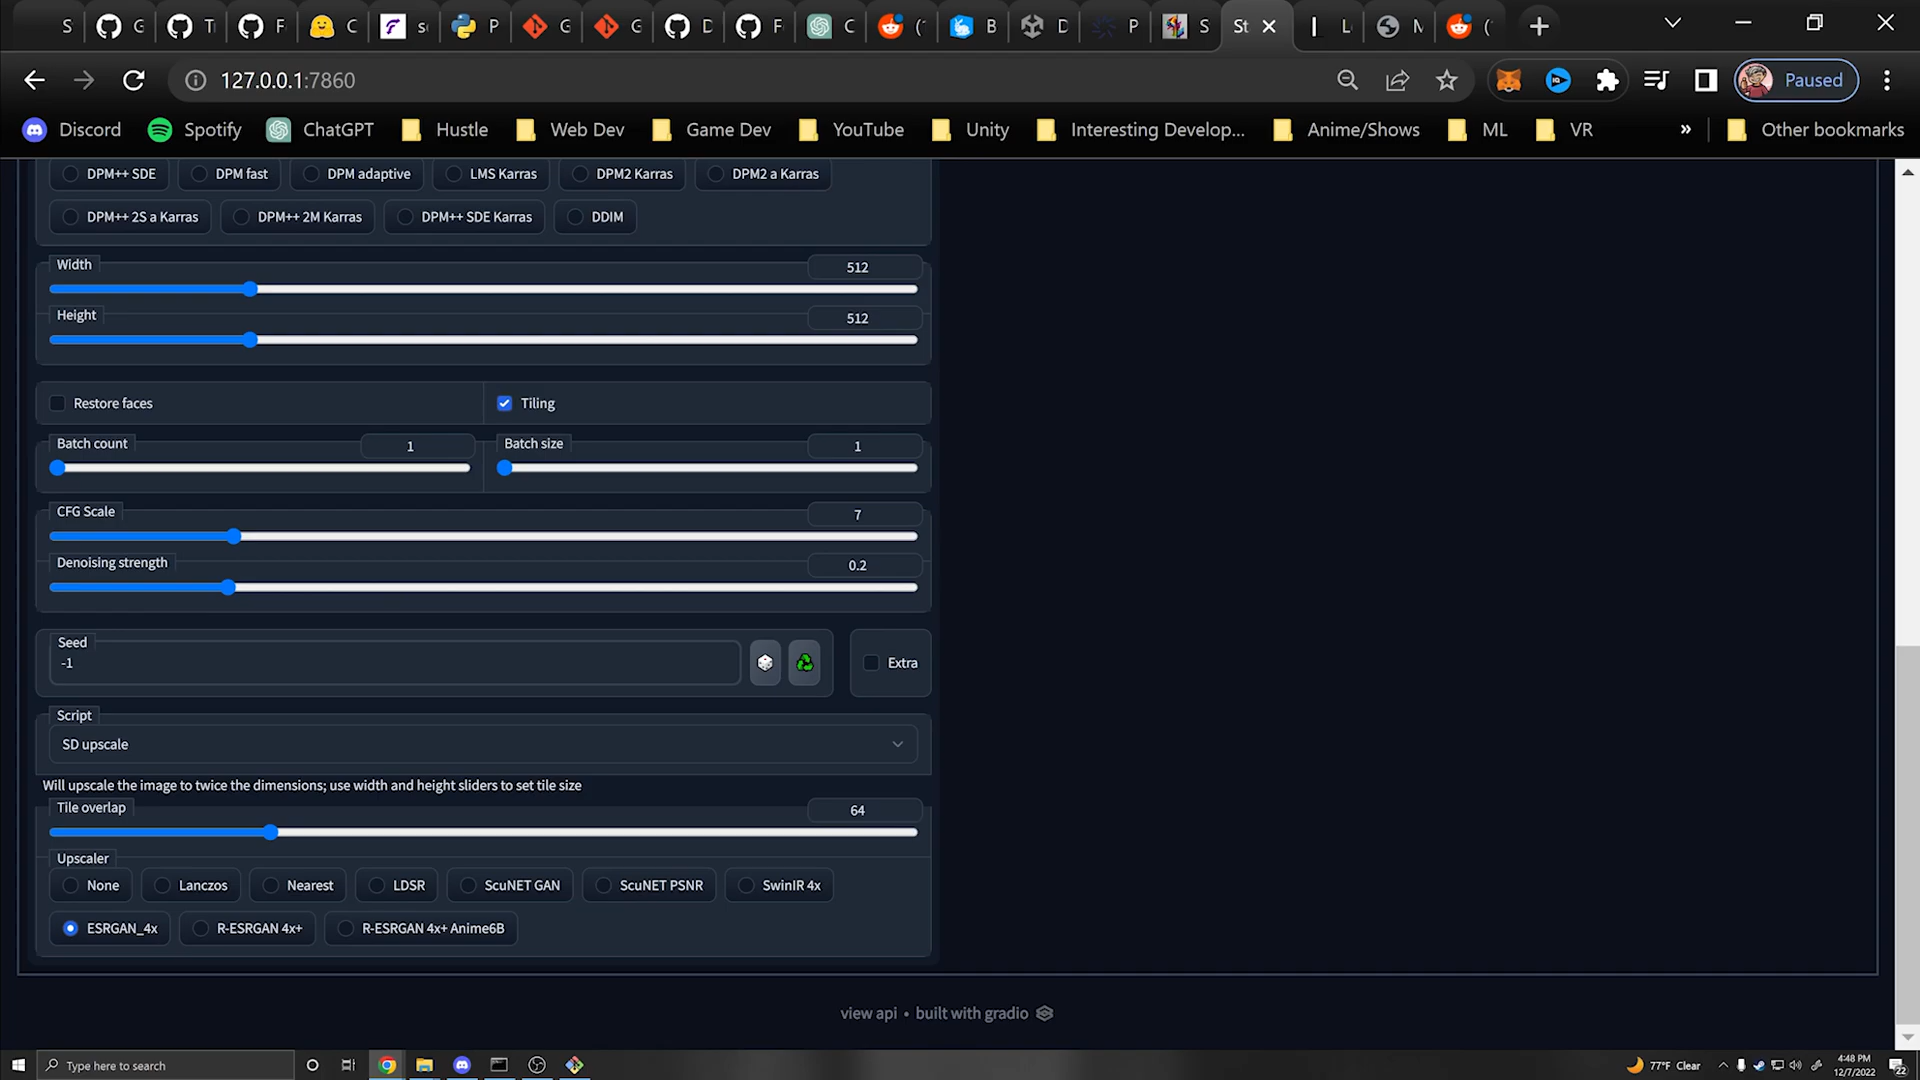 S G T F C s P G G D F C ( B D P S St L M (
127.0.0.1:7860 Paused
Discord Spotify ChatGPT Hustle Web Dev Game Dev YouTube Unity Interesting Develop... Anime/Shows ML VR » Other bookmarks
DPM++ SDE DPM fast DPM adaptive LMS Karras DPM2 Karras DPM2 a Karras
DPM++ 2S a Karras DPM++ 2M Karras DPM++ SDE Karras DDIM
Width 512
Height 512
Restore faces Tiling
Batch count 1 Batch size 1
CFG Scale 7
Denoising strength 0.2
Seed
-1
Extra
Script
SD upscale
Will upscale the image to twice the dimensions; use width and height sliders to set tile size
Tile overlap 64
Upscaler
None Lanczos Nearest LDSR ScuNET GAN ScuNET PSNR SwinIR 4x
ESRGAN_4x R-ESRGAN 4x+ R-ESRGAN 4x+ Anime6B
view api • built with gradio
Type here to search 77°F Clear 4:48 PM
12/7/2022 22